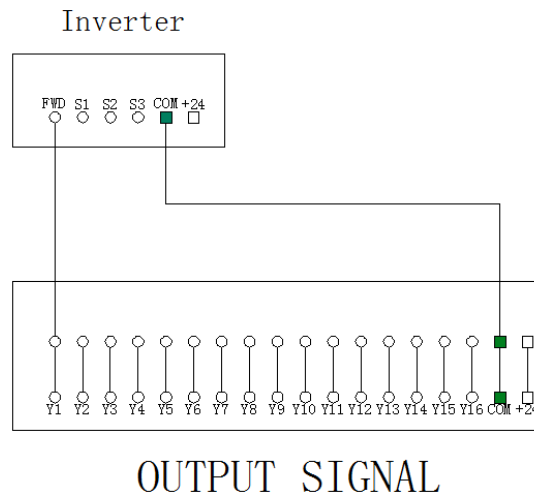 Inverter
FWD S1 S2 S3 COM +24
Y1 Y2 Y3 Y4 Y5 Y6 Y7 Y8 Y9 Y10 Y11 Y12 Y13 Y14 Y15 Y16 COM +24
OUTPUT SIGNAL